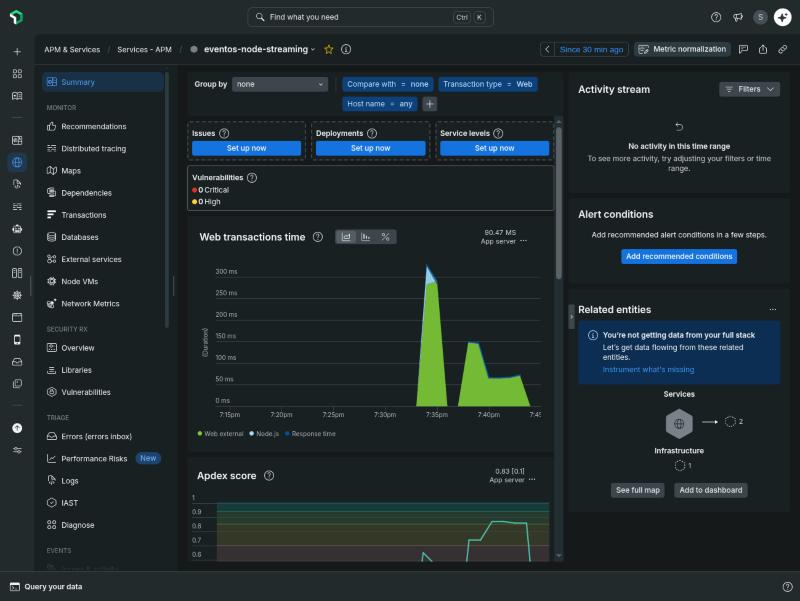 Find what you need
Ctrl K
S
APM & Services / Services - APM / eventos-node-streaming
Since 30 min ago
Metric normalization
Summary
MONITOR
Recommendations
Distributed tracing
Maps
Dependencies
Transactions
Databases
External services
Node VMs
Network Metrics
SECURITY RX
Overview
Libraries
Vulnerabilities
TRIAGE
Errors (errors inbox)
Performance Risks New
Logs
IAST
Diagnose
EVENTS
Group by none
Compare with = none
Transaction type = Web
Host name = any
Issues
Set up now
Deployments
Set up now
Service levels
Set up now
Vulnerabilities
0 Critical
0 High
Web transactions time
%
90.47 MS
App server
300 ms
250 ms
200 ms
150 ms
100 ms
50 ms
0 ms
(Duration)
7:15pm 7:20pm 7:25pm 7:30pm 7:35pm 7:40pm 7:45
Web external Node.js Response time
Apdex score
0.83 [0.1]
App server
1
0.9
0.8
0.7
0.6
Activity stream
Filters
No activity in this time range
To see more activity, try adjusting your filters or time
range.
Alert conditions
Add recommended alert conditions in a few steps.
Add recommended conditions
Related entities
You're not getting data from your full stack
Let's get data flowing from these related
entities.
Instrument what's missing
Services
2
Infrastructure
1
See full map
Add to dashboard
Query your data